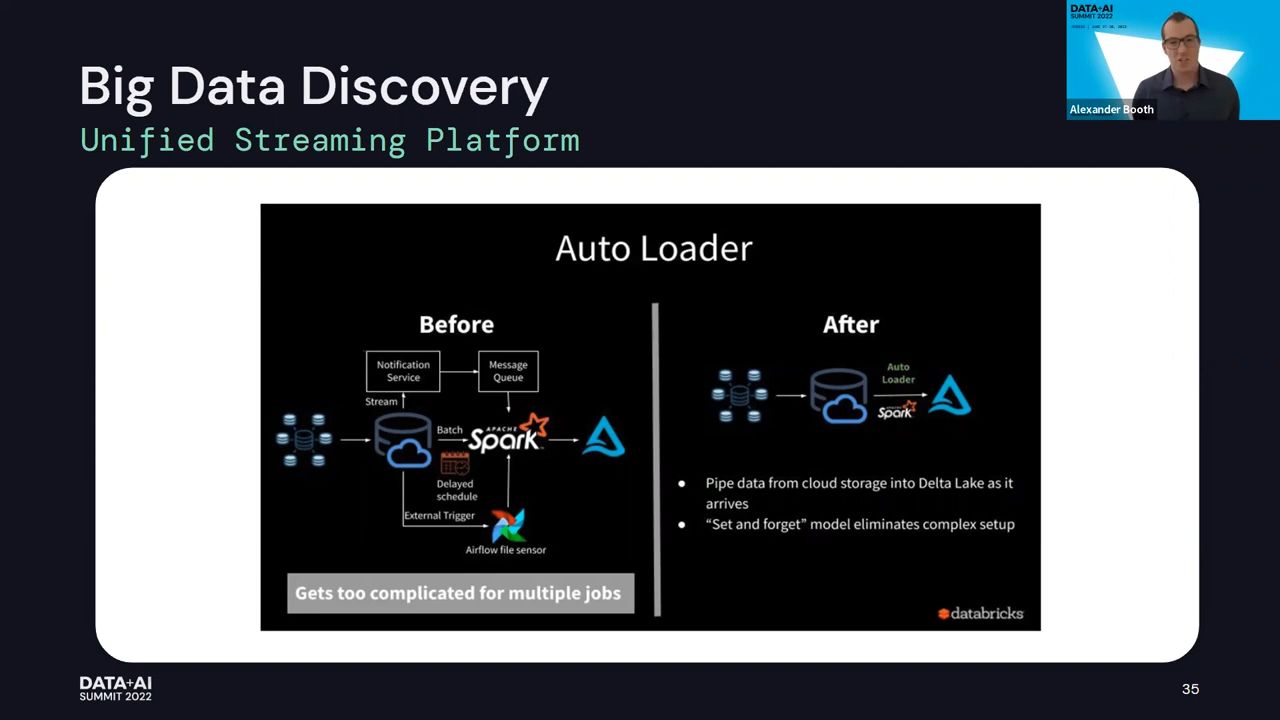 DATA+AI
SUMMIT 2022
Alexander Booth
Big Data Discovery
Unified Streaming Platform
Auto Loader
Before
Notification
Service
Message
Queue
Stream
Batch
APACHE
Spark
Delayed
schedule
External Trigger
Airflow file sensor
Gets too complicated for multiple jobs
After
Auto
Loader
APACHE
Spark
● Pipe data from cloud storage into Delta Lake as it
arrives
● “Set and forget” model eliminates complex setup
databricks
DATA+AI
SUMMIT 2022
35